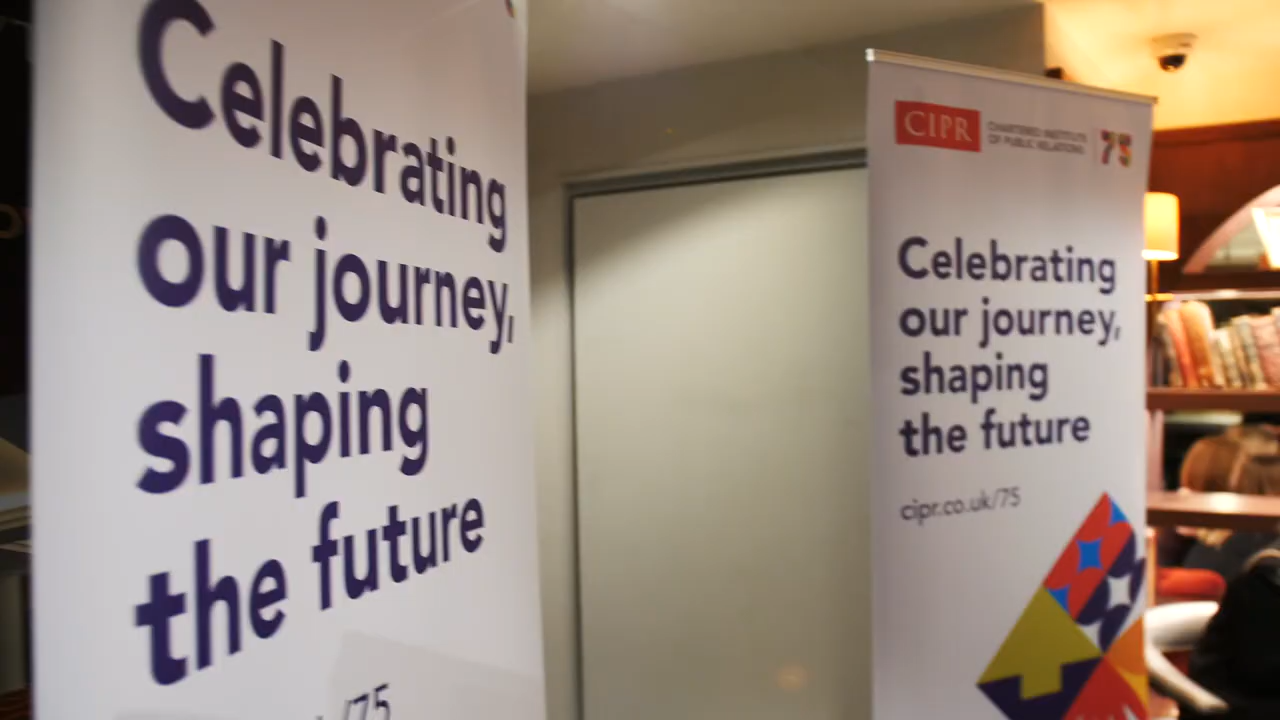 Celebrating
our journey,
shaping
the future
/75
CIPR CHARTERED INSTITUTE
OF PUBLIC RELATIONS 75
Celebrating
our journey,
shaping
the future
cipr.co.uk/75